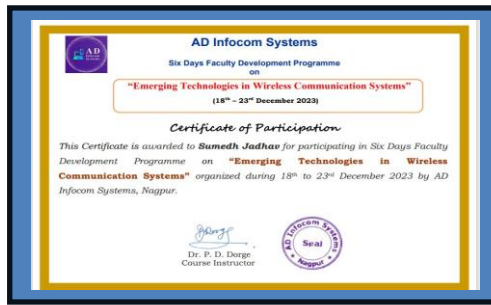 AD
Infocom
Systems
AD Infocom Systems
Six Days Faculty Development Programme
on
“Emerging Technologies in Wireless Communication Systems”
(18th – 23rd December 2023)
Certificate of Participation
This Certificate is awarded to Sumedh Jadhav for participating in Six Days Faculty
Development Programme on “Emerging Technologies in Wireless
Communication Systems” organized during 18th to 23rd December 2023 by AD
Infocom Systems, Nagpur.
Dr. P. D. Dorge
Course Instructor
AD Infocom Systems
Seal
Nagpur